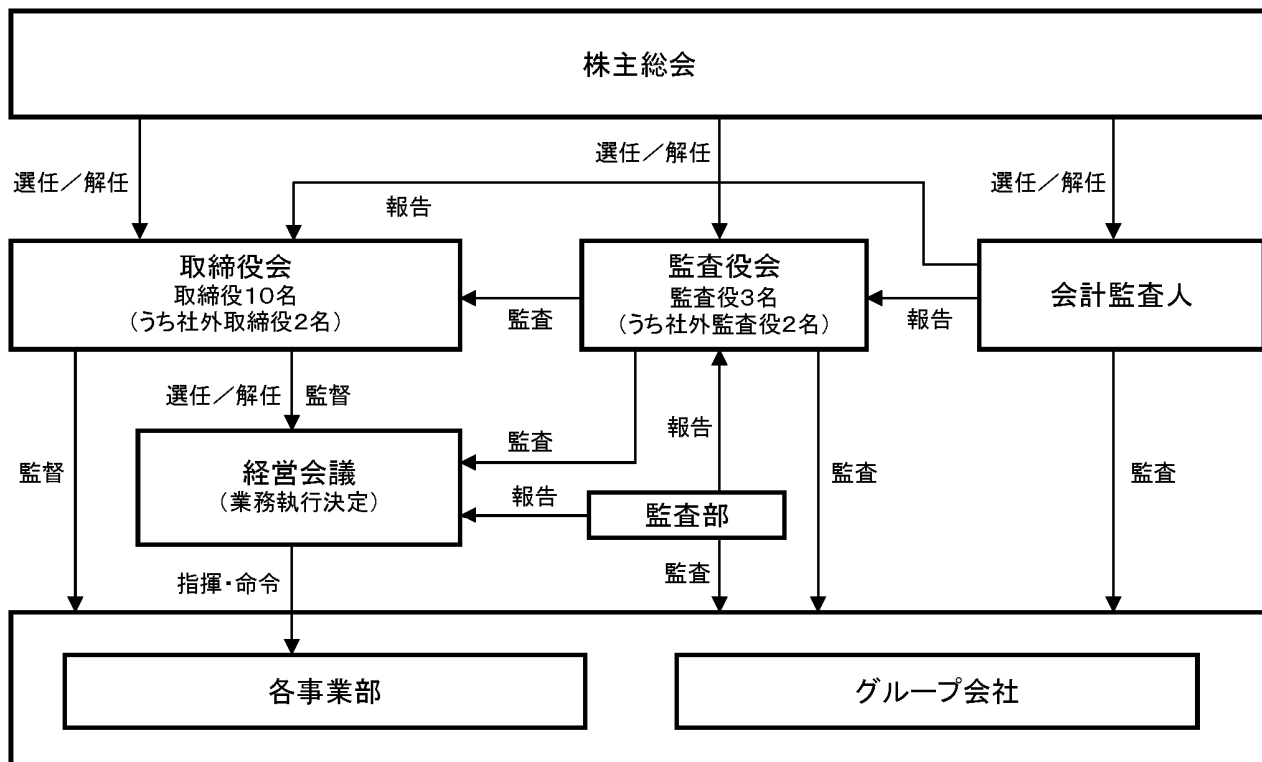 株主総会
選任／解任
選任／解任
選任／解任
報告
取締役会
取締役10名
(うち社外取締役2名)
監査
監査役会
監査役3名
(うち社外監査役2名)
報告
会計監査人
選任／解任
監督
監督
経営会議
(業務執行決定)
監査
報告
報告
監査部
監査
監査
監査
指揮・命令
各事業部
グループ会社